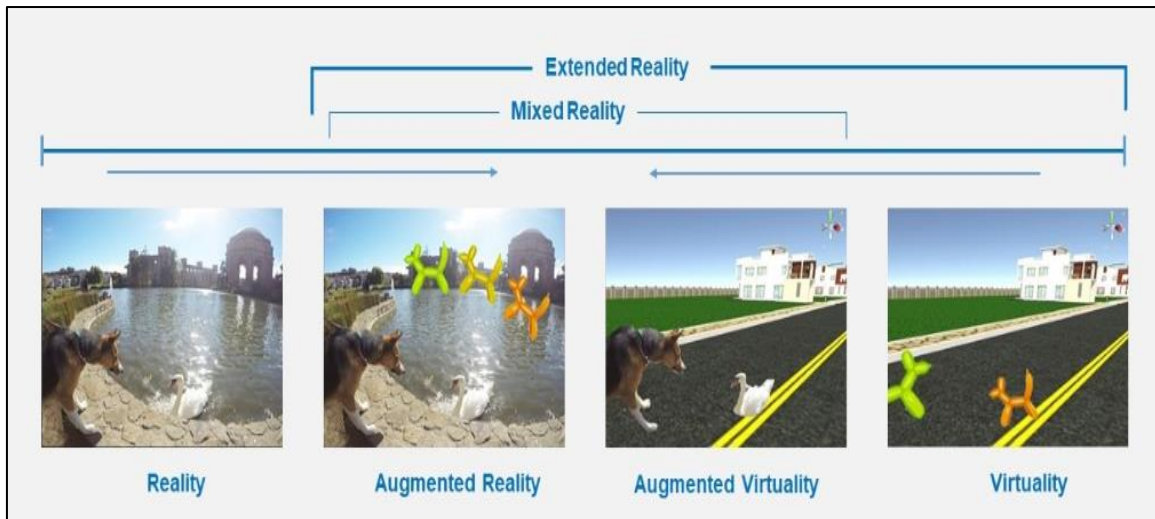 Extended Reality
Mixed Reality
Reality
Augmented Reality
Augmented Virtuality
Virtuality